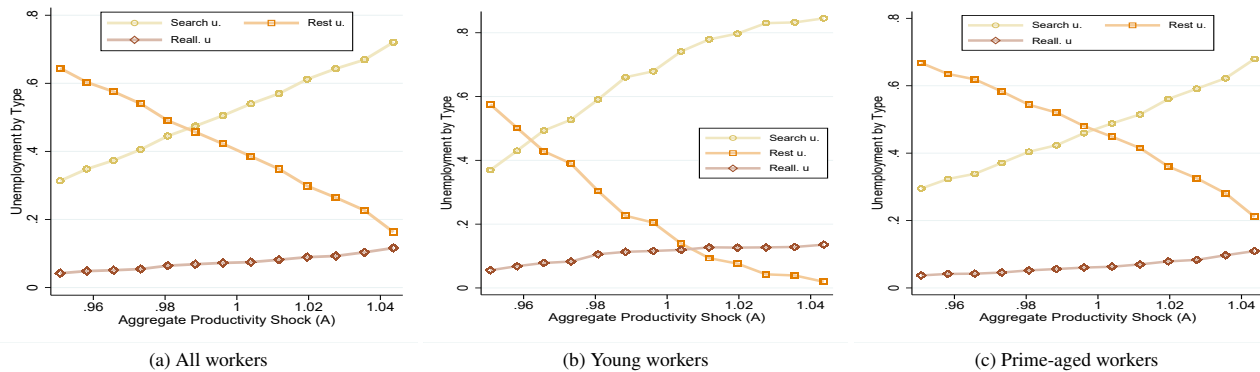 Unemployment by Type
0 .2 .4 .6 .8
Search u. Rest u.
Reall. u
.96 .98 1 1.02 1.04
Aggregate Productivity Shock (A)
(a) All workers
Unemployment by Type
0 .2 .4 .6 .8
Search u.
Rest u.
Reall. u
.96 .98 1 1.02 1.04
Aggregate Productivity Shock (A)
(b) Young workers
Unemployment by Type
0 .2 .4 .6 .8
Search u. Rest u.
Reall. u
.96 .98 1 1.02 1.04
Aggregate Productivity Shock (A)
(c) Prime-aged workers